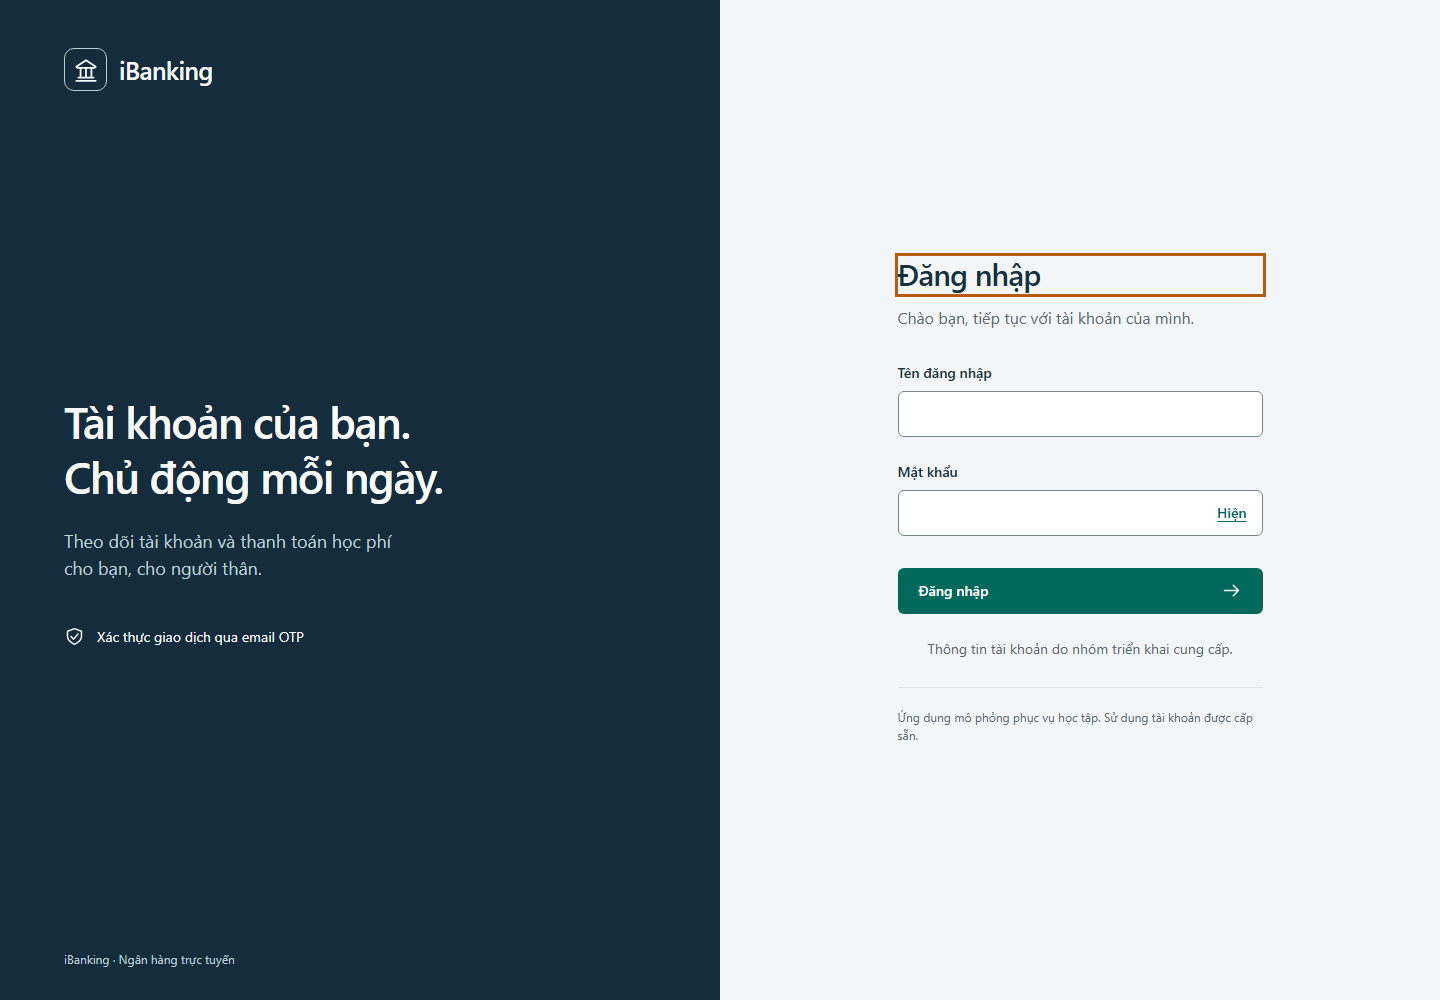 iBanking
Tài khoản của bạn.
Chủ động mỗi ngày.
Theo dõi tài khoản và thanh toán học phí
cho bạn, cho người thân.
Xác thực giao dịch qua email OTP
iBanking · Ngân hàng trực tuyến
Đăng nhập
Chào bạn, tiếp tục với tài khoản của mình.
Tên đăng nhập
Mật khẩu
Hiện
Đăng nhập
Thông tin tài khoản do nhóm triển khai cung cấp.
Ứng dụng mô phỏng phục vụ học tập. Sử dụng tài khoản được cấp
sẵn.